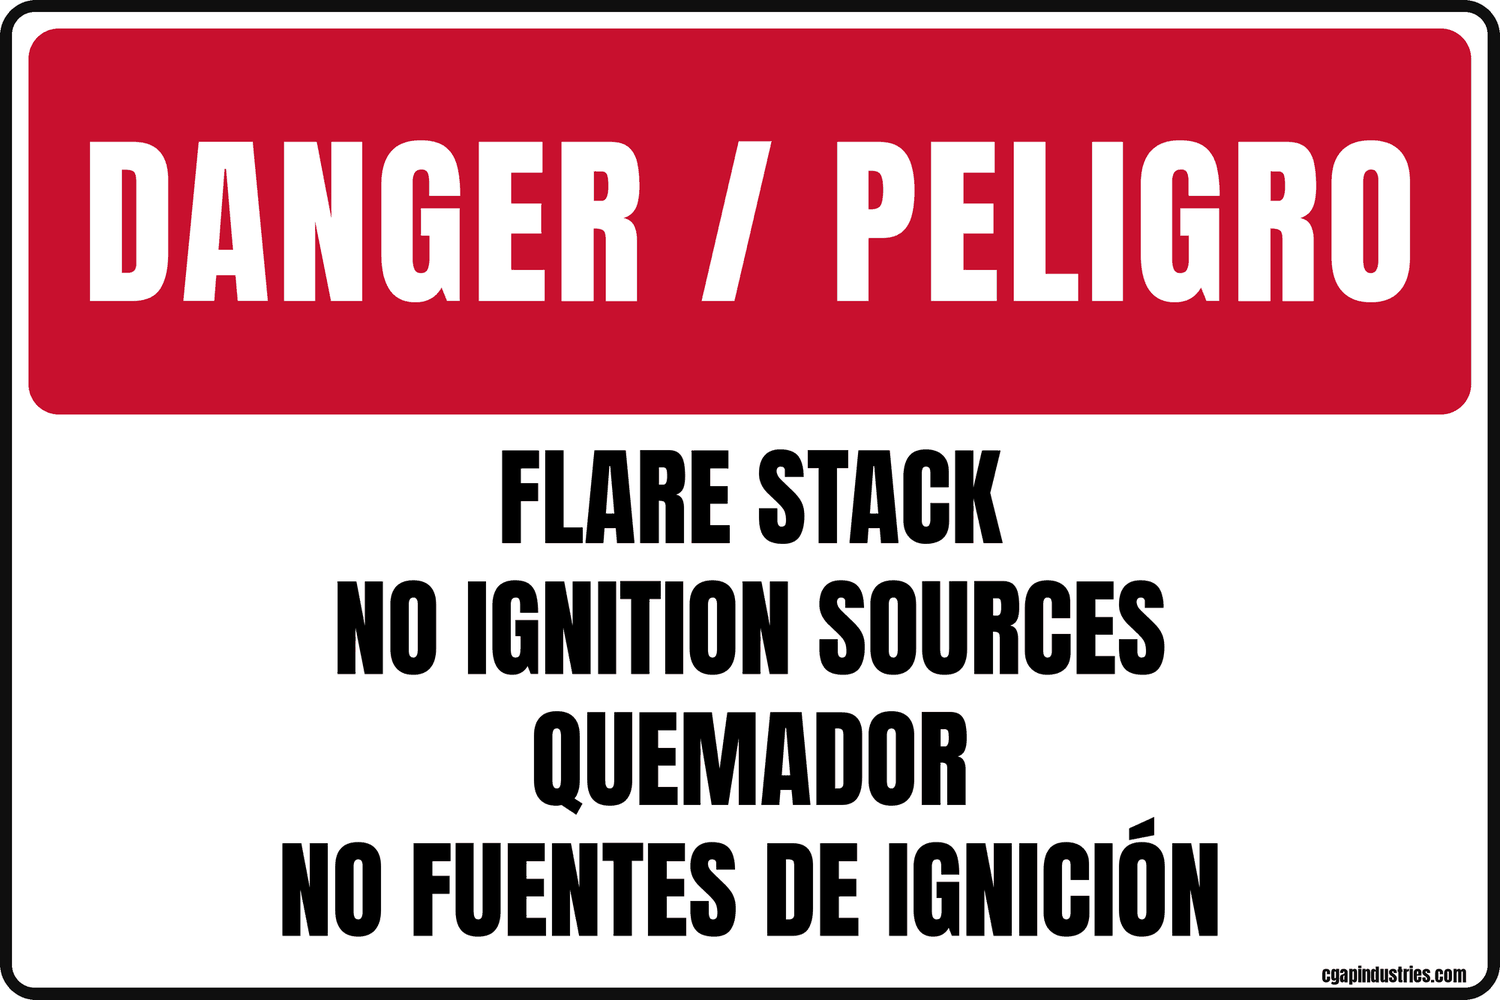 DANGER / PELIGRO
FLARE STACK
NO IGNITION SOURCES
QUEMADOR
NO FUENTES DE IGNICIÓN
cgapindustries.com